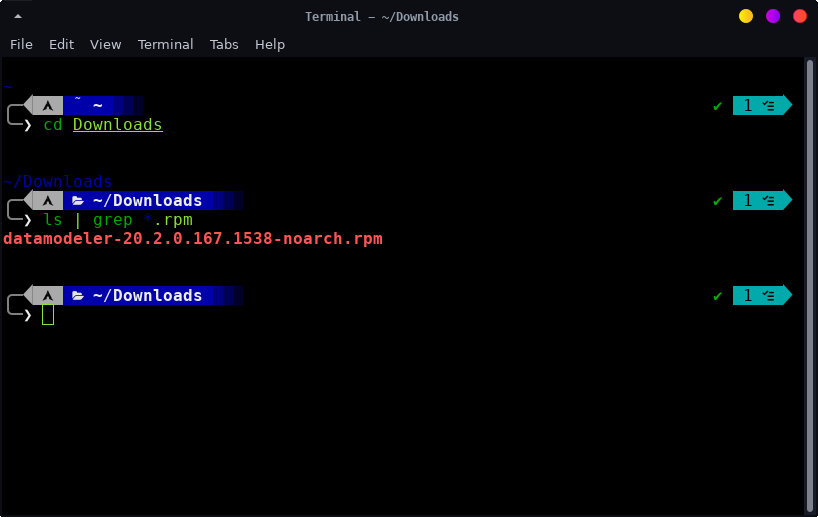 Terminal – ~/Downloads
File Edit View Terminal Tabs Help
~
~ ✔ 1
❯ cd Downloads
~/Downloads
~/Downloads ✔ 1
❯ ls | grep *.rpm
datamodeler-20.2.0.167.1538-noarch.rpm
~/Downloads ✔ 1
❯